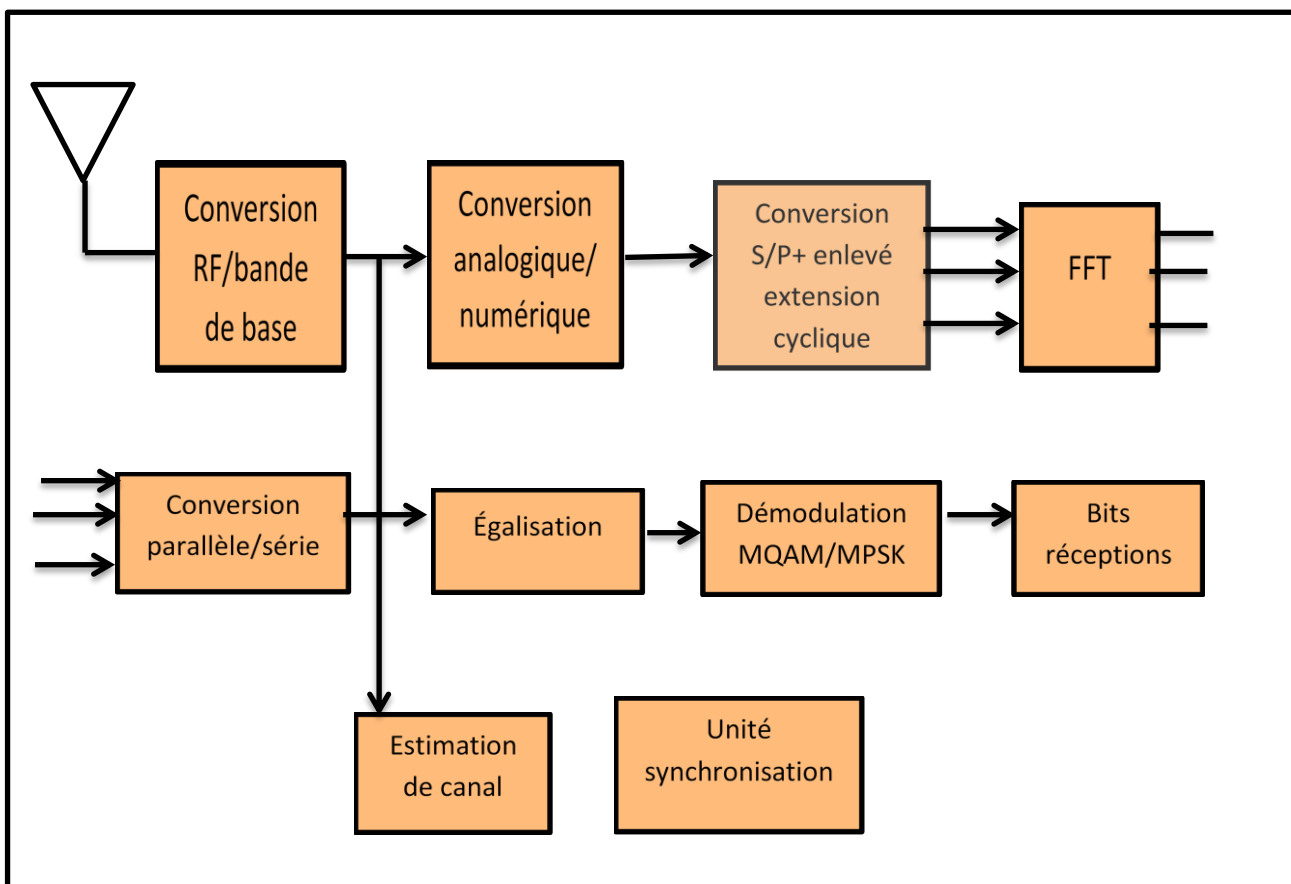 Conversion
RF/bande
de base
Conversion
analogique/
numérique
Conversion
S/P+ enlevé
extension
cyclique
FFT
Conversion
parallèle/série
Égalisation
Démodulation
MQAM/MPSK
Bits
réceptions
Estimation
de canal
Unité
synchronisation